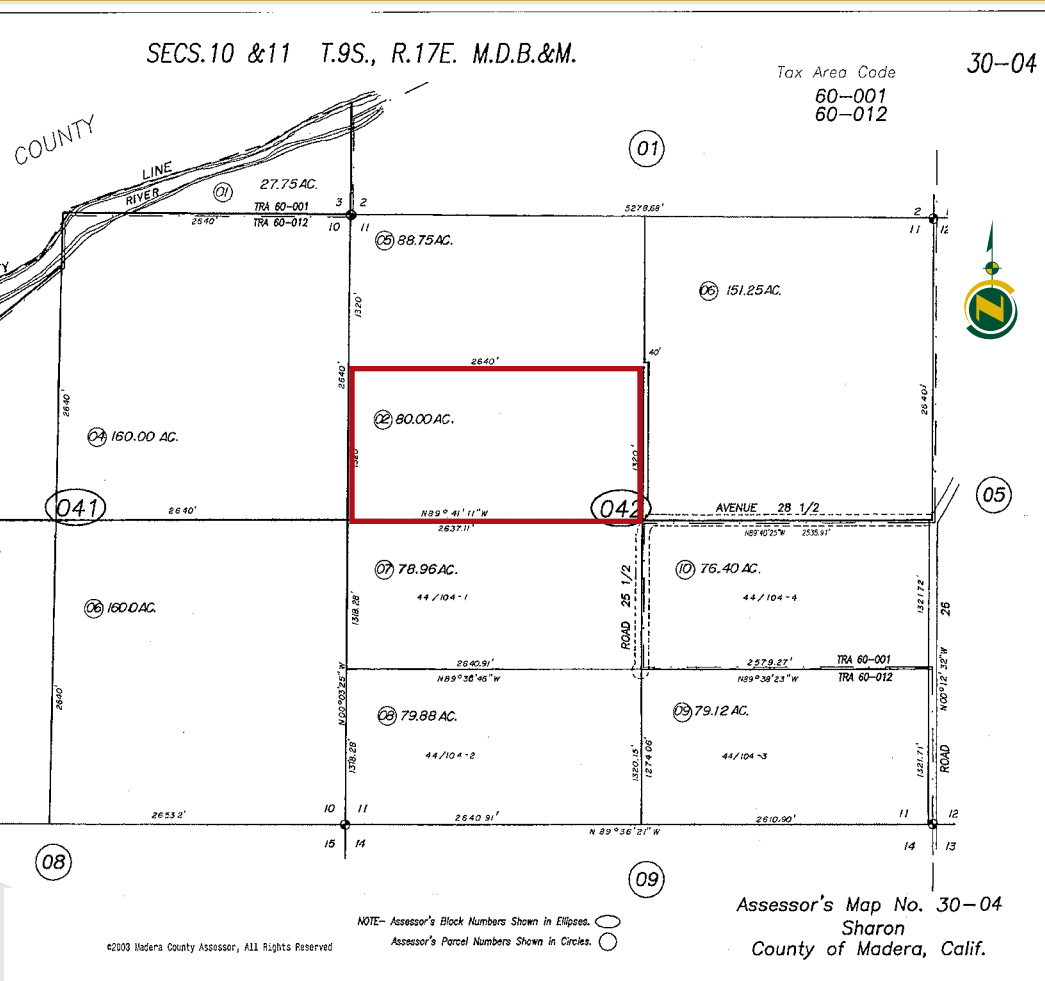 SECS.10 &11 T.9S., R.17E. M.D.B.&M.
30-04
Tax Area Code
60-001
60-012
COUNTY
LINE
RIVER
01
27.75 AC.
01
3 2
TRA 60-001
2640'
TRA 60-012
10 11
5279.68'
2 1
11 12
05 88.75 AC.
06 151.25 AC.
1320'
2640'
40'
2640'
2640'
2640'
N
02 80.00 AC.
04 160.00 AC.
1320'
1320'
041
042
05
2640'
N89° 41' 11" W
2637.11'
AVENUE 28 1/2
N89°40'25"W 2535.91'
07 78.96 AC.
44/104-1
10 76.40 AC.
44/104-4
06 160.0 AC.
1318.28'
ROAD 25 1/2
1321.72'
26
2640.91'
N89°38'46"W
2579.27'
N89°38'23"W
TRA 60-001
TRA 60-012
2640'
N00°03'25"W
N00°12'32"W
08 79.88 AC.
44/104-2
09 79.12 AC.
44/104-3
1318.28'
1320.15'
1274.06'
1321.71'
ROAD
2653.2'
10 11
2640.91'
2610.90'
11 12
N 89°36'21" W
15 14
14 13
08
09
NOTE- Assessor's Block Numbers Shown in Ellipses.
Assessor's Parcel Numbers Shown in Circles.
©2003 Madera County Assessor, All Rights Reserved
Assessor's Map No. 30-04
Sharon
County of Madera, Calif.